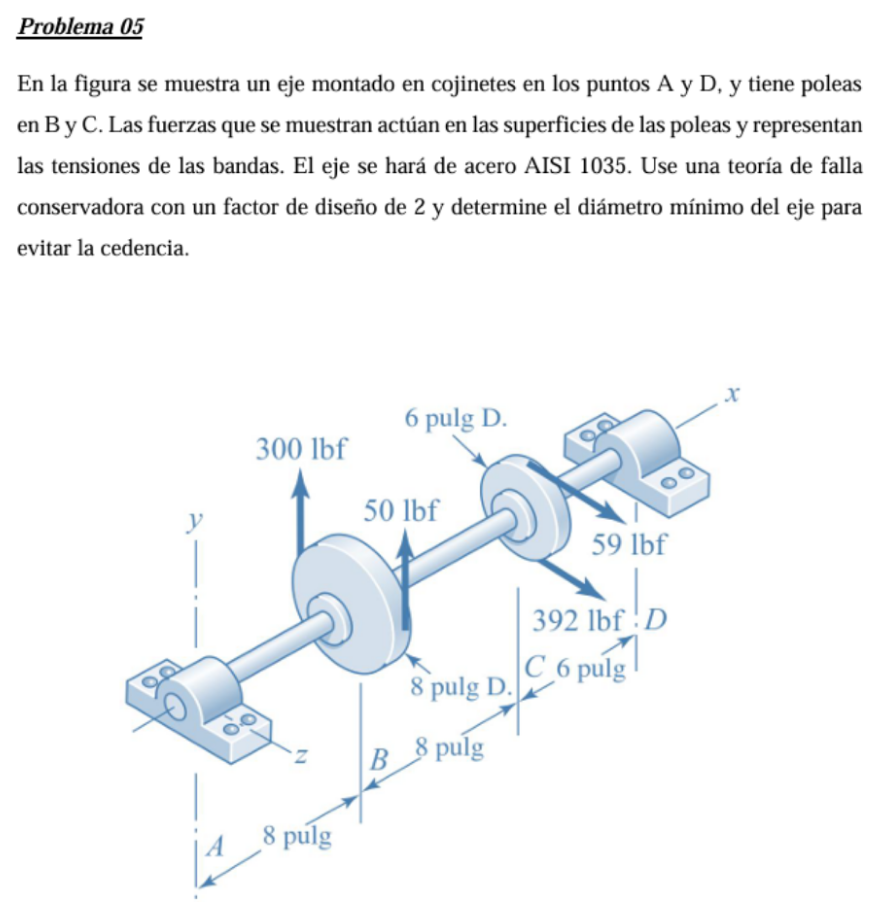 Problema 05
En la figura se muestra un eje montado en cojinetes en los puntos A y D, y tiene poleas
en B y C. Las fuerzas que se muestran actúan en las superficies de las poleas y representan
las tensiones de las bandas. El eje se hará de acero AISI 1035. Use una teoría de falla
conservadora con un factor de diseño de 2 y determine el diámetro mínimo del eje para
evitar la cedencia.
x
6 pulg D.
300 lbf
50 lbf
y
59 lbf
392 lbf D
C 6 pulg
8 pulg D.
z
B 8 pulg
A 8 pulg